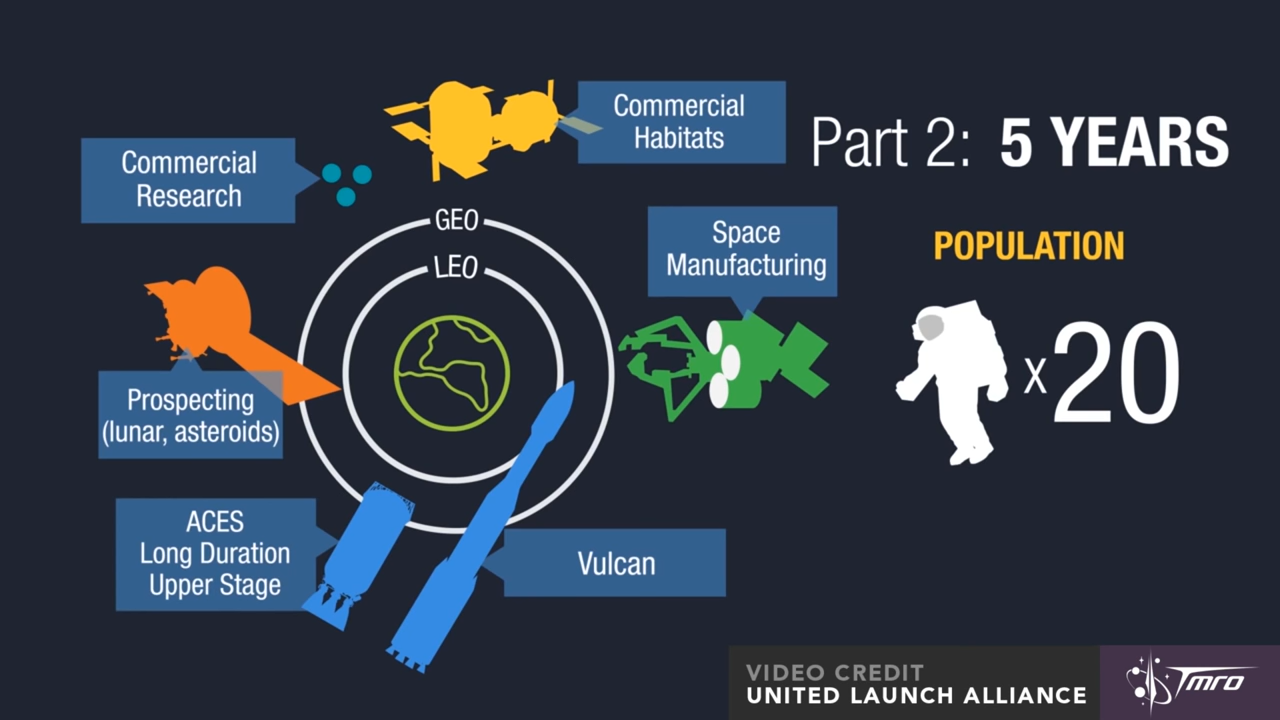 Commercial
Habitats
Part 2: 5 YEARS
Commercial
Research
GEO
LEO
Space
Manufacturing
POPULATION
x20
Prospecting
(lunar, asteroids)
ACES
Long Duration
Upper Stage
Vulcan
VIDEO CREDIT
UNITED LAUNCH ALLIANCE
Tmro